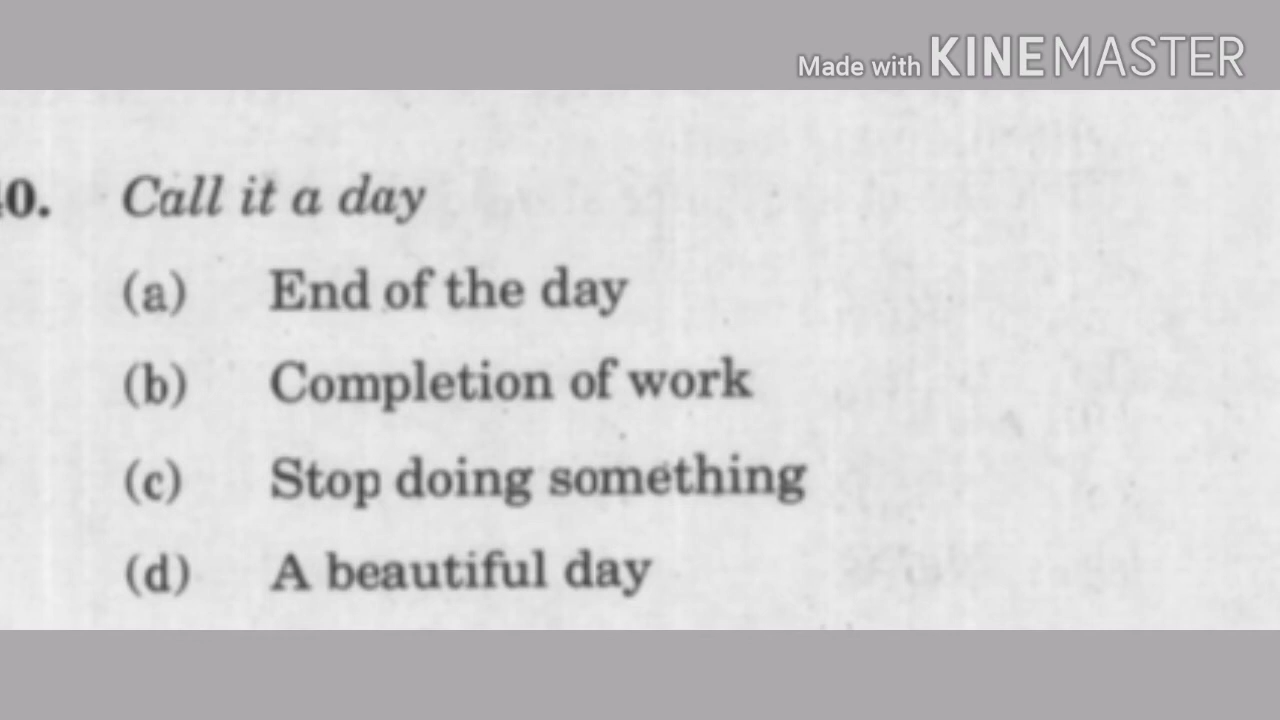 Made with KINEMASTER
0. Call it a day
(a) End of the day
(b) Completion of work
(c) Stop doing something
(d) A beautiful day